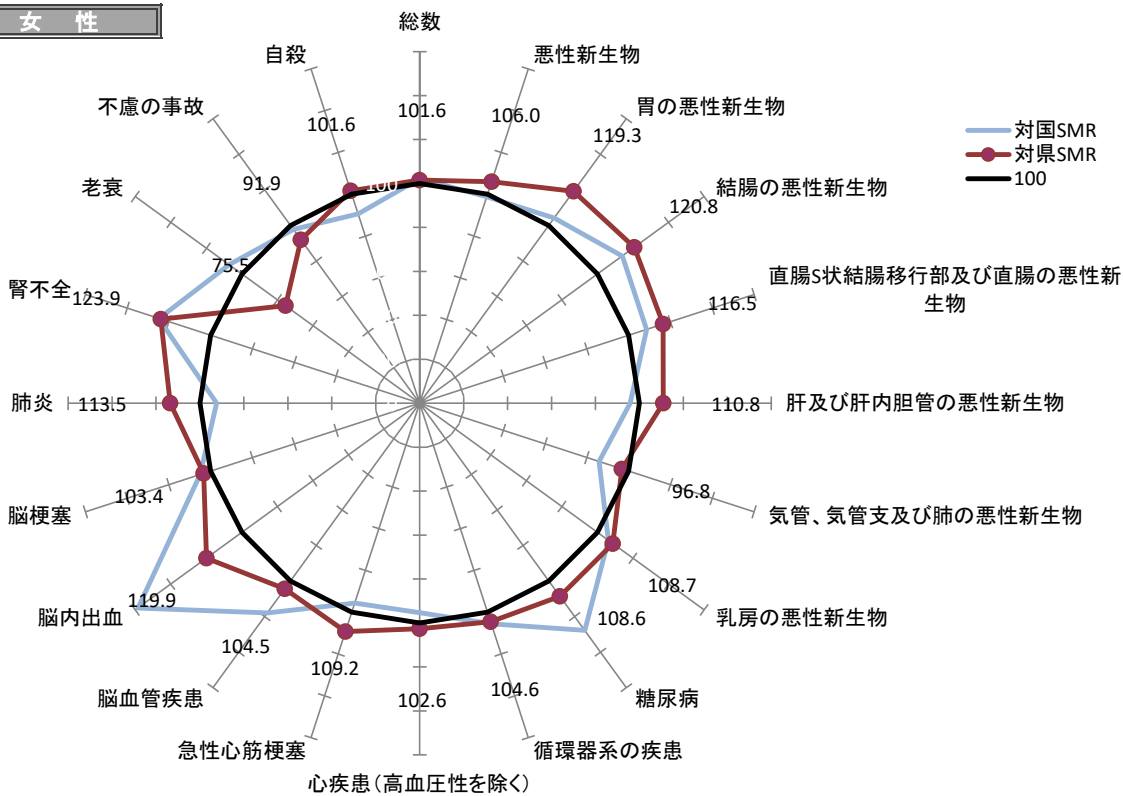 女 性
総数
悪性新生物
胃の悪性新生物
結腸の悪性新生物
直腸S状結腸移行部及び直腸の悪性新
生物
肝及び肝内胆管の悪性新生物
気管、気管支及び肺の悪性新生物
乳房の悪性新生物
糖尿病
循環器系の疾患
心疾患(高血圧性を除く)
急性心筋梗塞
脳血管疾患
脳内出血
脳梗塞
肺炎
腎不全
老衰
不慮の事故
自殺
101.6
106.0
119.3
120.8
116.5
110.8
96.8
108.7
108.6
104.6
102.6
109.2
104.5
119.9
103.4
113.5
123.9
75.5
91.9
101.6
100
対国SMR
対県SMR
100